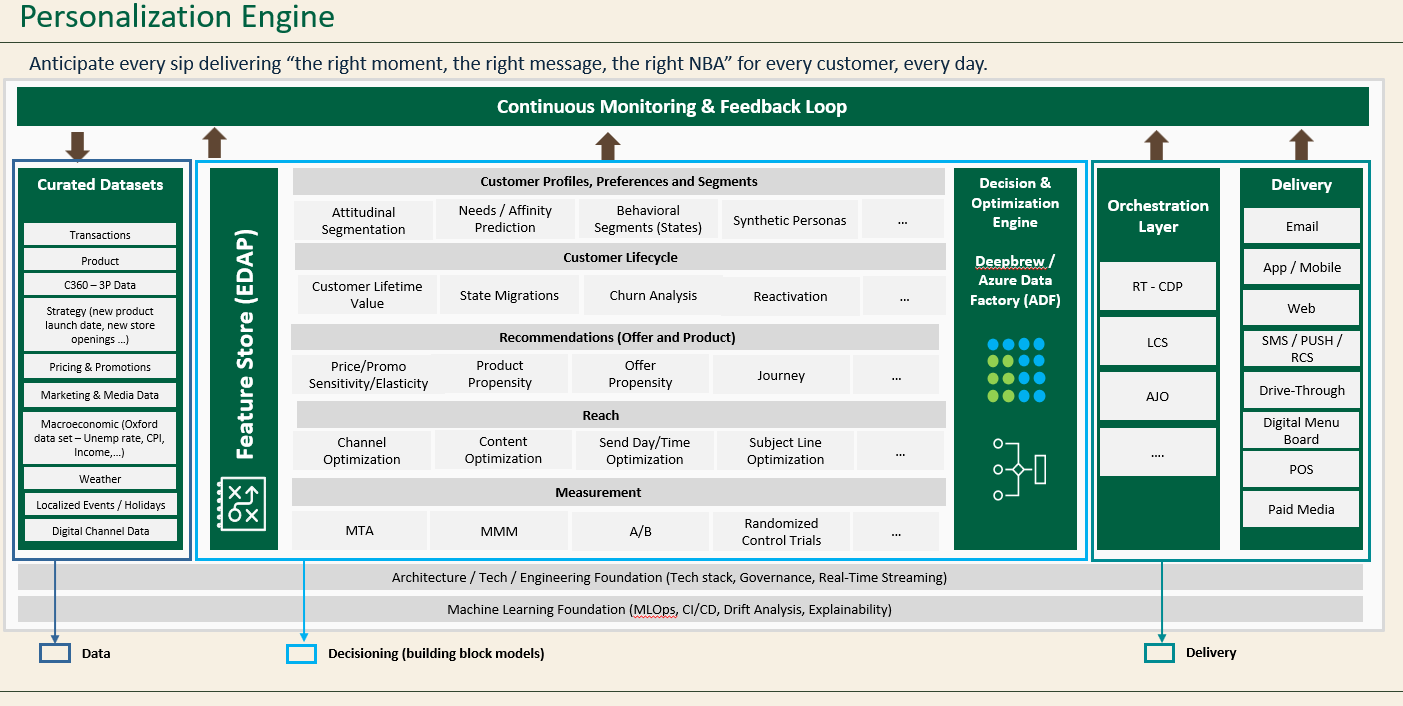 Personalization Engine
Anticipate every sip delivering “the right moment, the right message, the right NBA” for every customer, every day.
Continuous Monitoring & Feedback Loop
Curated Datasets
Transactions
Product
C360 – 3P Data
Strategy (new product
launch date, new store
openings ...)
Pricing & Promotions
Marketing & Media Data
Macroeconomic (Oxford
data set – Unemp rate, CPI,
Income,...)
Weather
Localized Events / Holidays
Digital Channel Data
Feature Store (EDAP)
Customer Profiles, Preferences and Segments
Attitudinal
Segmentation
Needs / Affinity
Prediction
Behavioral
Segments (States)
Synthetic Personas
...
Customer Lifecycle
Customer Lifetime
Value
State Migrations
Churn Analysis
Reactivation
...
Recommendations (Offer and Product)
Price/Promo
Sensitivity/Elasticity
Product
Propensity
Offer
Propensity
Journey
...
Reach
Channel
Optimization
Content
Optimization
Send Day/Time
Optimization
Subject Line
Optimization
...
Measurement
MTA
MMM
A/B
Randomized
Control Trials
...
Decision &
Optimization
Engine
Deepbrew /
Azure Data
Factory (ADF)
Orchestration
Layer
RT - CDP
LCS
AJO
....
Delivery
Email
App / Mobile
Web
SMS / PUSH /
RCS
Drive-Through
Digital Menu
Board
POS
Paid Media
Architecture / Tech / Engineering Foundation (Tech stack, Governance, Real-Time Streaming)
Machine Learning Foundation (MLOps, CI/CD, Drift Analysis, Explainability)
Data
Decisioning (building block models)
Delivery